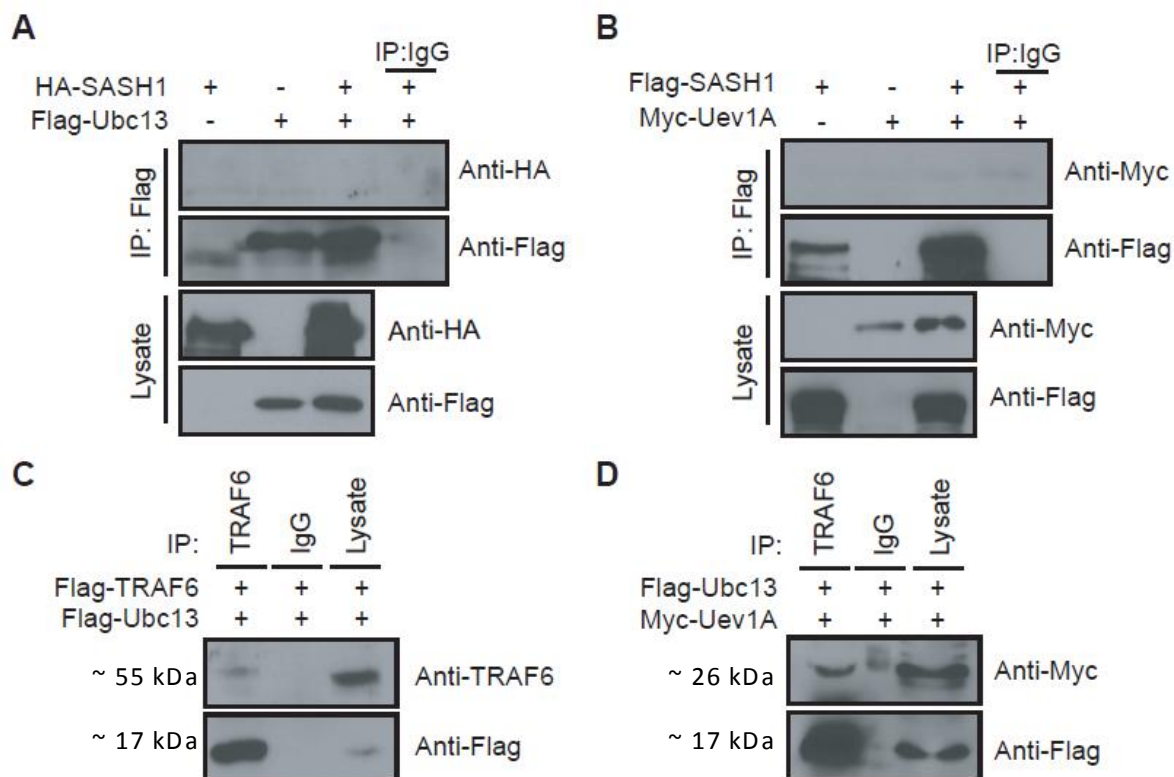 A
IP:IgG
HA-SASH1 + - + +
Flag-Ubc13 - + + +
IP: Flag
Anti-HA
Anti-Flag
Lysate
Anti-HA
Anti-Flag
B
IP:IgG
Flag-SASH1 + - + +
Myc-Uev1A - + + +
IP: Flag
Anti-Myc
Anti-Flag
Lysate
Anti-Myc
Anti-Flag
C
IP: TRAF6 IgG Lysate
Flag-TRAF6 + + +
Flag-Ubc13 + + +
~ 55 kDa Anti-TRAF6
~ 17 kDa Anti-Flag
D
IP: TRAF6 IgG Lysate
Flag-Ubc13 + + +
Myc-Uev1A + + +
~ 26 kDa Anti-Myc
~ 17 kDa Anti-Flag